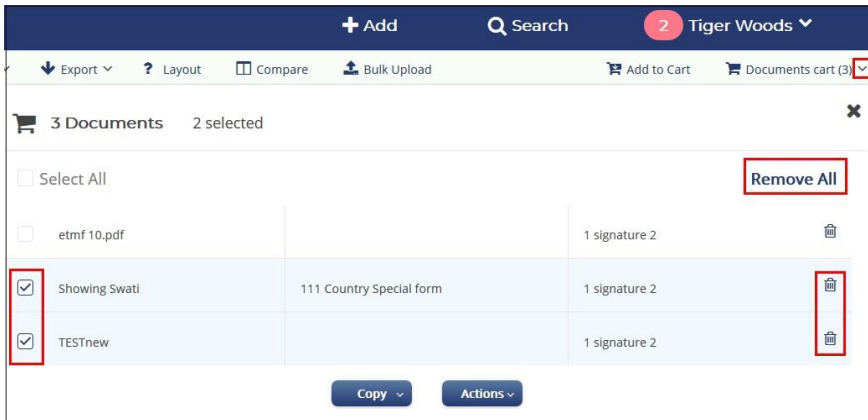 Add Search 2 Tiger Woods
Export ? Layout Compare Bulk Upload Add to Cart Documents cart (3)
3 Documents 2 selected
Select All Remove All
etmf 10.pdf 1 signature 2
Showing Swati 111 Country Special form 1 signature 2
TESTnew 1 signature 2
Copy Actions